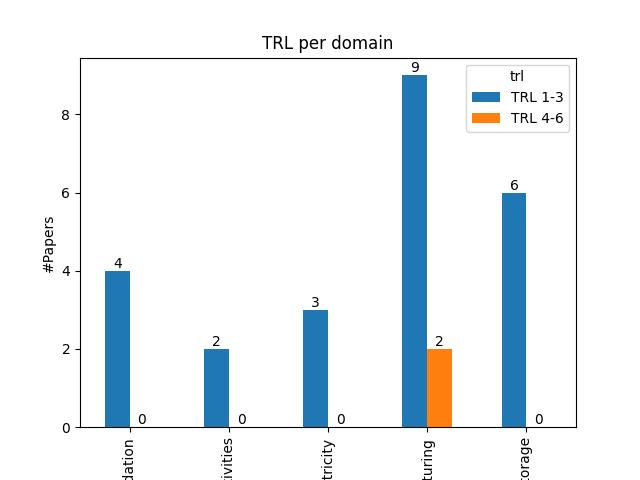 TRL per domain
#Papers
8
6
4
2
0
4
0
2
0
3
0
9
2
6
0
trl
TRL 1-3
TRL 4-6
dation
ivities
tricity
turing
torage